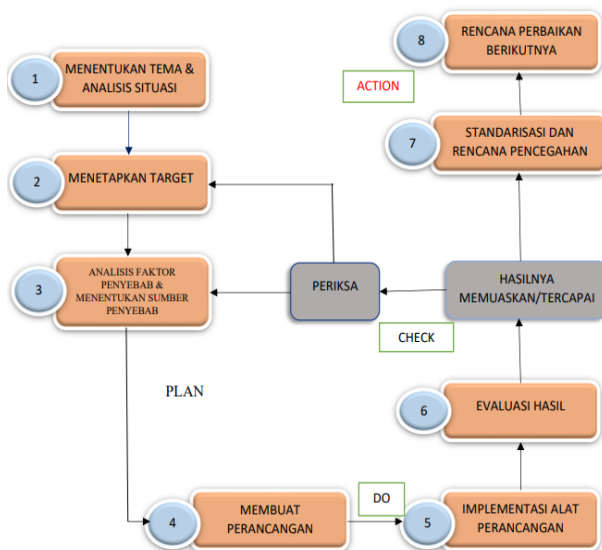 1
MENENTUKAN TEMA &
ANALISIS SITUASI
2
MENETAPKAN TARGET
3
ANALISIS FAKTOR
PENYEBAB &
MENENTUKAN SUMBER
PENYEBAB
PLAN
4
MEMBUAT
PERANCANGAN
DO
5
IMPLEMENTASI ALAT
PERANCANGAN
6
EVALUASI HASIL
HASILNYA
MEMUASKAN/TERCAPAI
CHECK
PERIKSA
7
STANDARISASI DAN
RENCANA PENCEGAHAN
ACTION
8
RENCANA PERBAIKAN
BERIKUTNYA